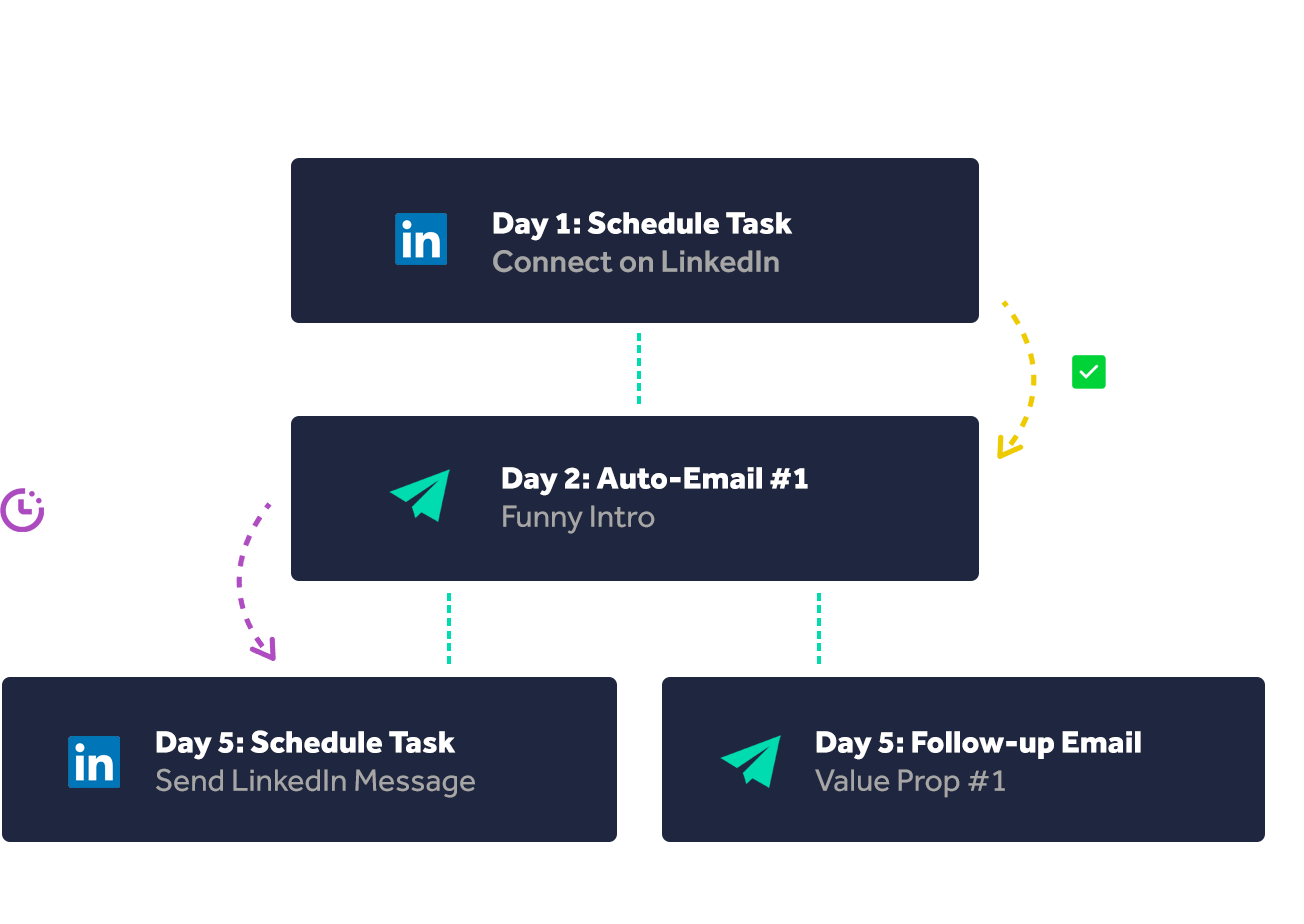 in
Day 1: Schedule Task
Connect on LinkedIn
Day 2: Auto-Email #1
Funny Intro
in
Day 5: Schedule Task
Send LinkedIn Message
Day 5: Follow-up Email
Value Prop #1